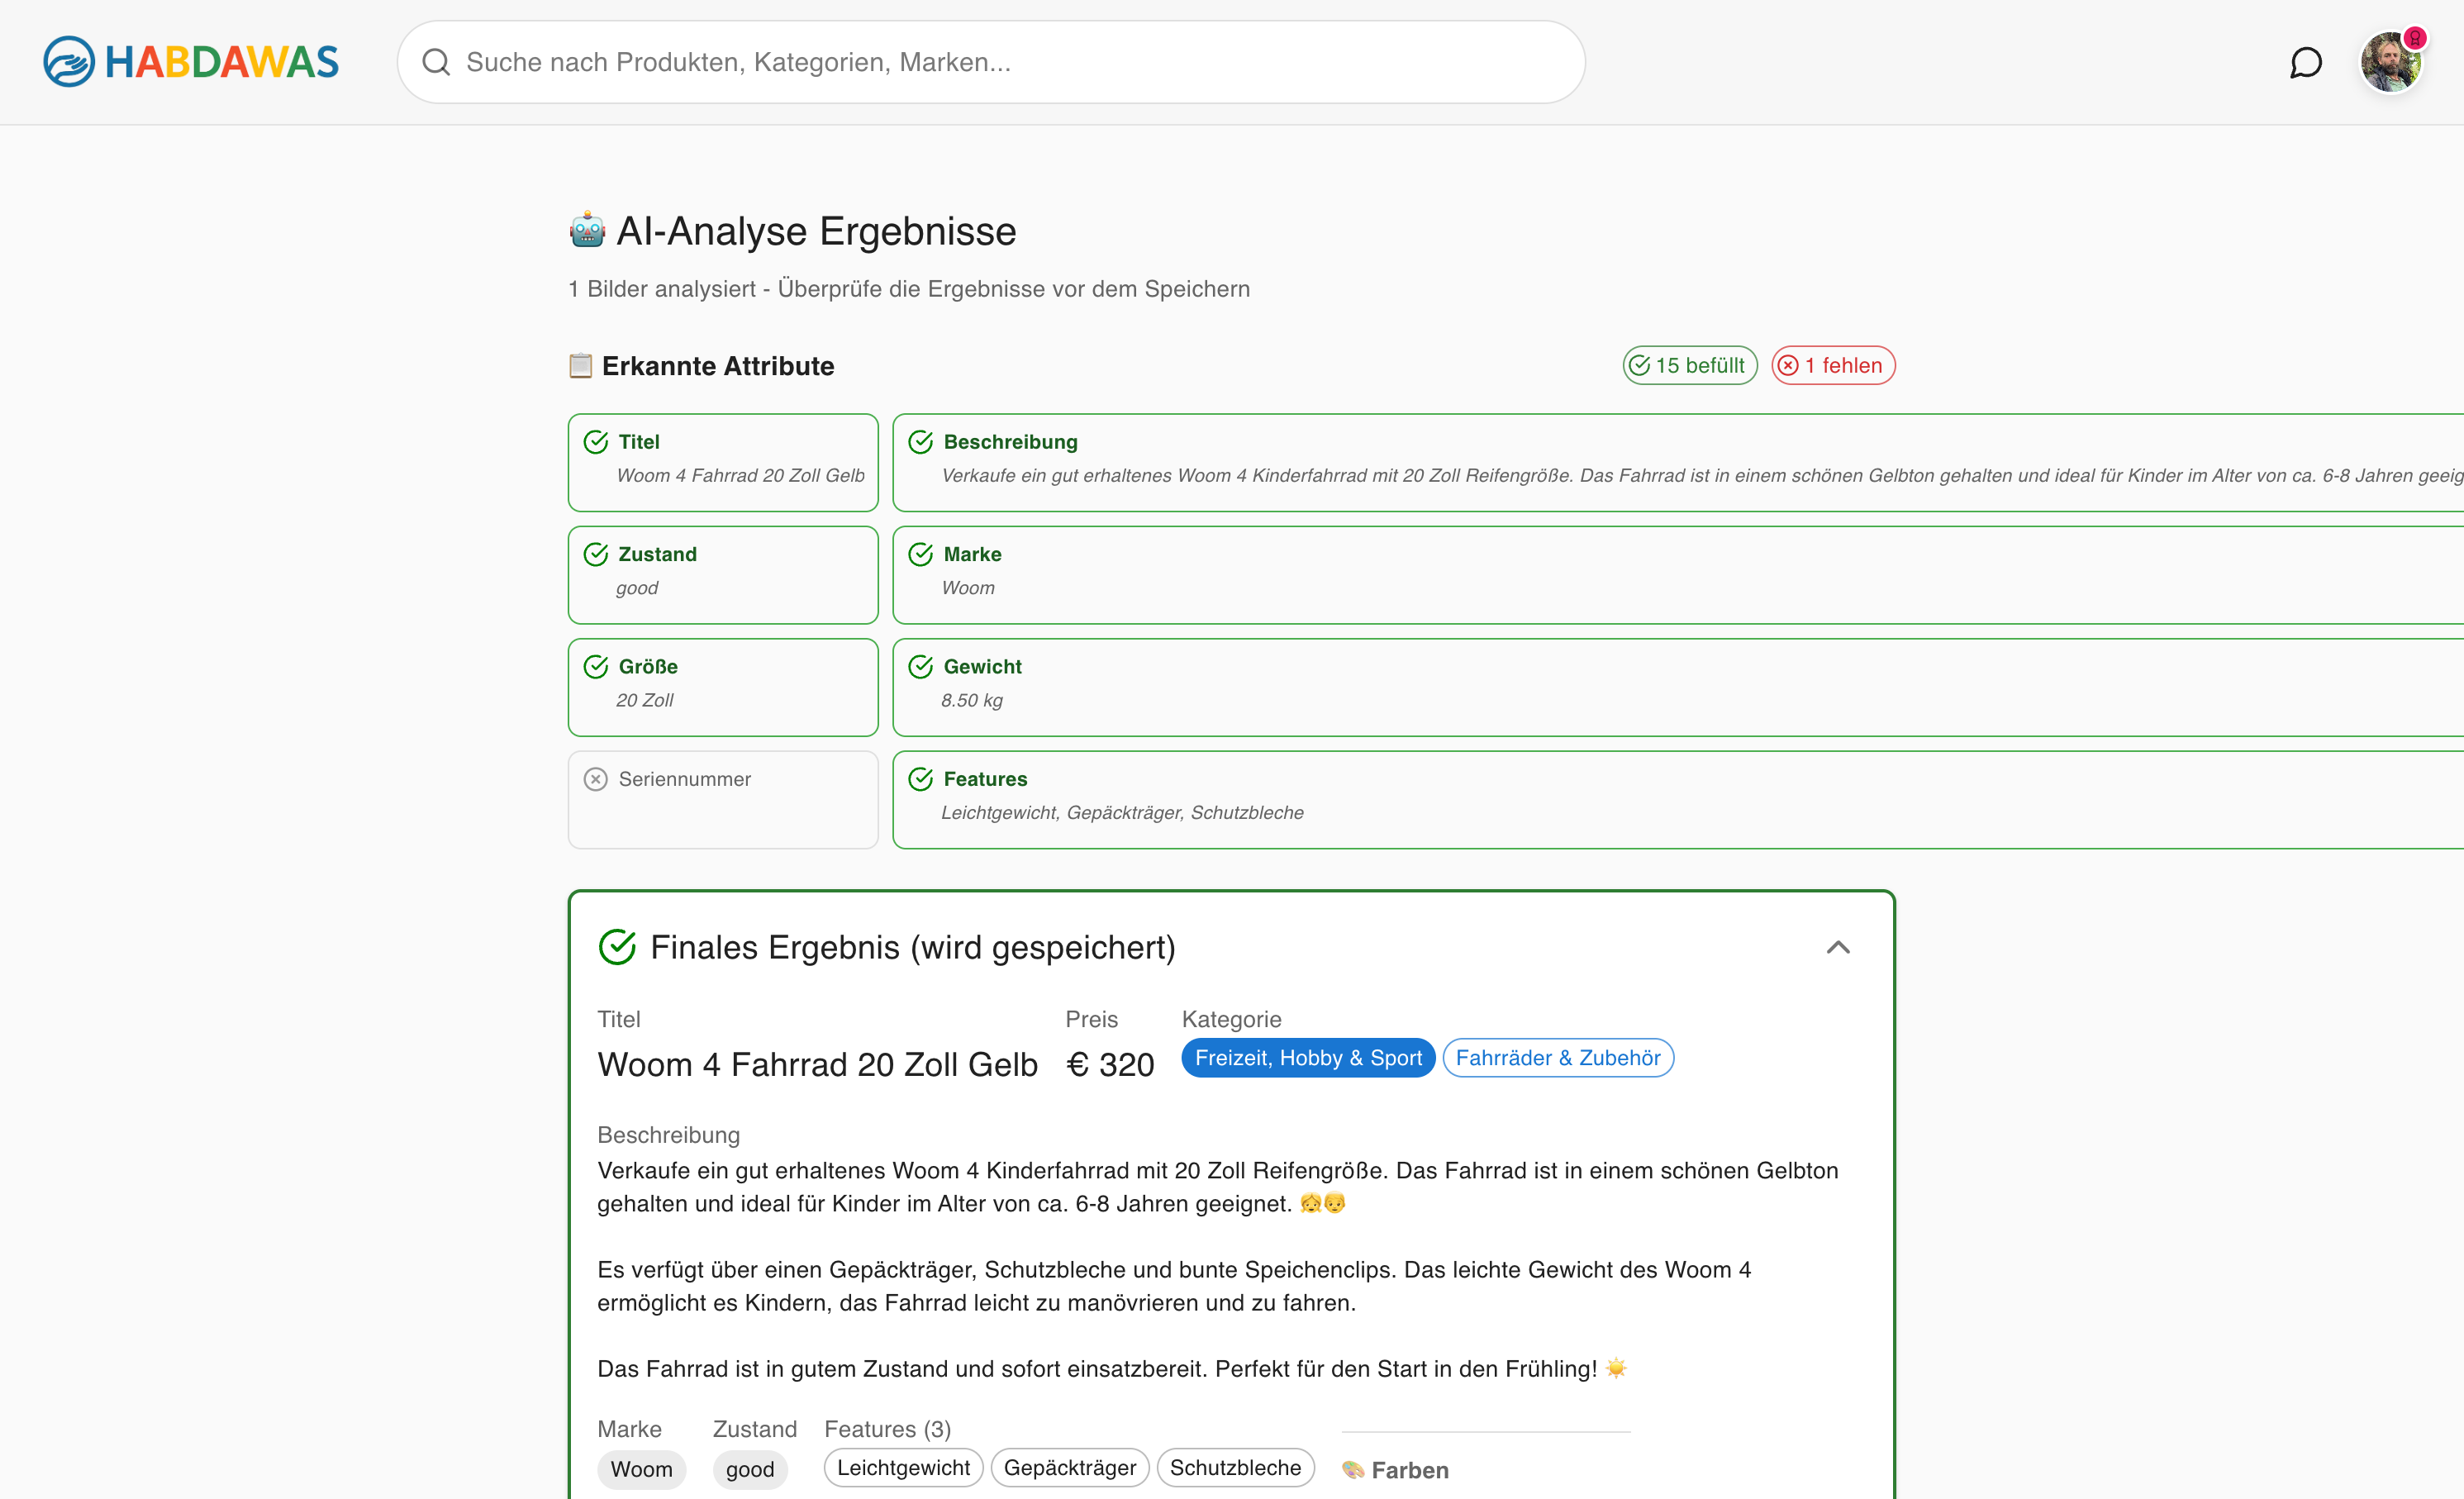 HABDAWAS
Suche nach Produkten, Kategorien, Marken...
🤖 AI-Analyse Ergebnisse
1 Bilder analysiert - Überprüfe die Ergebnisse vor dem Speichern
📋 Erkannte Attribute
15 befüllt
1 fehlen
Titel
Woom 4 Fahrrad 20 Zoll Gelb
Beschreibung
Verkaufe ein gut erhaltenes Woom 4 Kinderfahrrad mit 20 Zoll Reifengröße. Das Fahrrad ist in einem schönen Gelbton gehalten und ideal für Kinder im Alter von ca. 6-8 Jahren geeig
Zustand
good
Marke
Woom
Größe
20 Zoll
Gewicht
8.50 kg
Seriennummer
Features
Leichtgewicht, Gepäckträger, Schutzbleche
Finales Ergebnis (wird gespeichert)
Titel
Woom 4 Fahrrad 20 Zoll Gelb
Preis
€ 320
Kategorie
Freizeit, Hobby & Sport
Fahrräder & Zubehör
Beschreibung
Verkaufe ein gut erhaltenes Woom 4 Kinderfahrrad mit 20 Zoll Reifengröße. Das Fahrrad ist in einem schönen Gelbton
gehalten und ideal für Kinder im Alter von ca. 6-8 Jahren geeignet. 👧👦
Es verfügt über einen Gepäckträger, Schutzbleche und bunte Speichenclips. Das leichte Gewicht des Woom 4
ermöglicht es Kindern, das Fahrrad leicht zu manövrieren und zu fahren.
Das Fahrrad ist in gutem Zustand und sofort einsatzbereit. Perfekt für den Start in den Frühling! ☀️
Marke
Woom
Zustand
good
Features (3)
Leichtgewicht
Gepäckträger
Schutzbleche
🎨 Farben